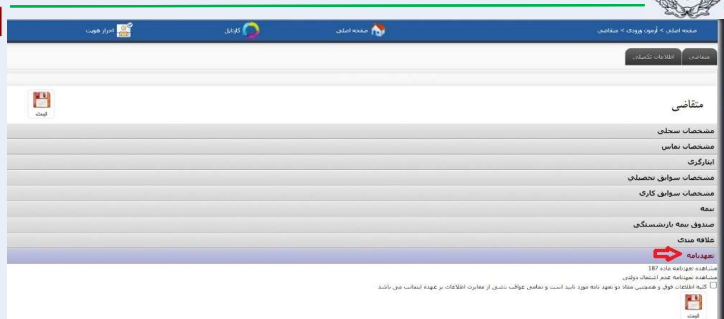 صفحه اصلی > آزمون ورودی > متقاضی
صفحه اصلی
کارتابل
احراز هویت
متقاضی
اطلاعات تکمیلی
متقاضی
ثبت
مشخصات سجلی
مشخصات تماس
ایثارگری
مشخصات سوابق تحصیلی
مشخصات سوابق کاری
بیمه
صندوق بیمه بازنشستگی
علاقه مندی
تعهدنامه
مشاهده تعهدنامه ماده 187
مشاهده تعهدنامه عدم اشتغال دولتی
کلیه اطلاعات فوق و همچنین مفاد دو تعهد نامه مورد تایید است و تمامی عواقب ناشی از مغایرت اطلاعات بر عهده اینجانب می باشد
ثبت